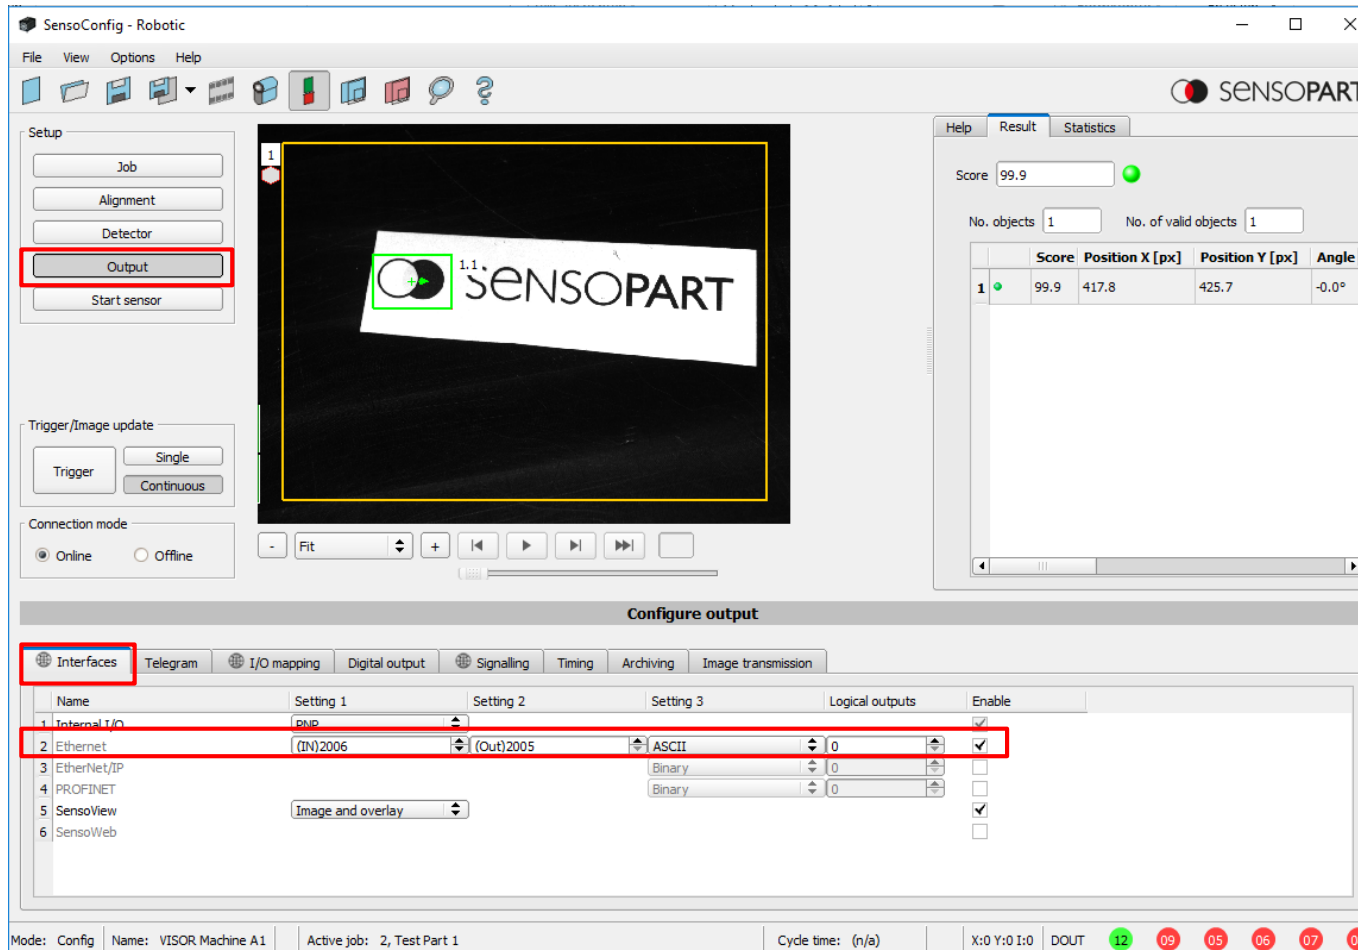 SensoConfig - Robotic
File View Options Help
SENSOPART
Setup
Job
Alignment
Detector
Output
Start sensor
Trigger/Image update
Trigger
Single
Continuous
Connection mode
Online Offline
1
1.1
SENSOPART
- Fit +
Help Result Statistics
Score 99.9
No. objects 1 No. of valid objects 1
Score Position X [px] Position Y [px] Angle
1 99.9 417.8 425.7 -0.0°
Configure output
Interfaces Telegram I/O mapping Digital output Signalling Timing Archiving Image transmission
Name Setting 1 Setting 2 Setting 3 Logical outputs Enable
1 Internal I/O PNP
2 Ethernet (IN)2006 (Out)2005 ASCII 0
3 EtherNet/IP Binary 0
4 PROFINET Binary 0
5 SensoView Image and overlay
6 SensoWeb
Mode: Config Name: VISOR Machine A1 Active job: 2, Test Part 1 Cycle time: (n/a) X:0 Y:0 I:0 DOUT 12 09 05 06 07